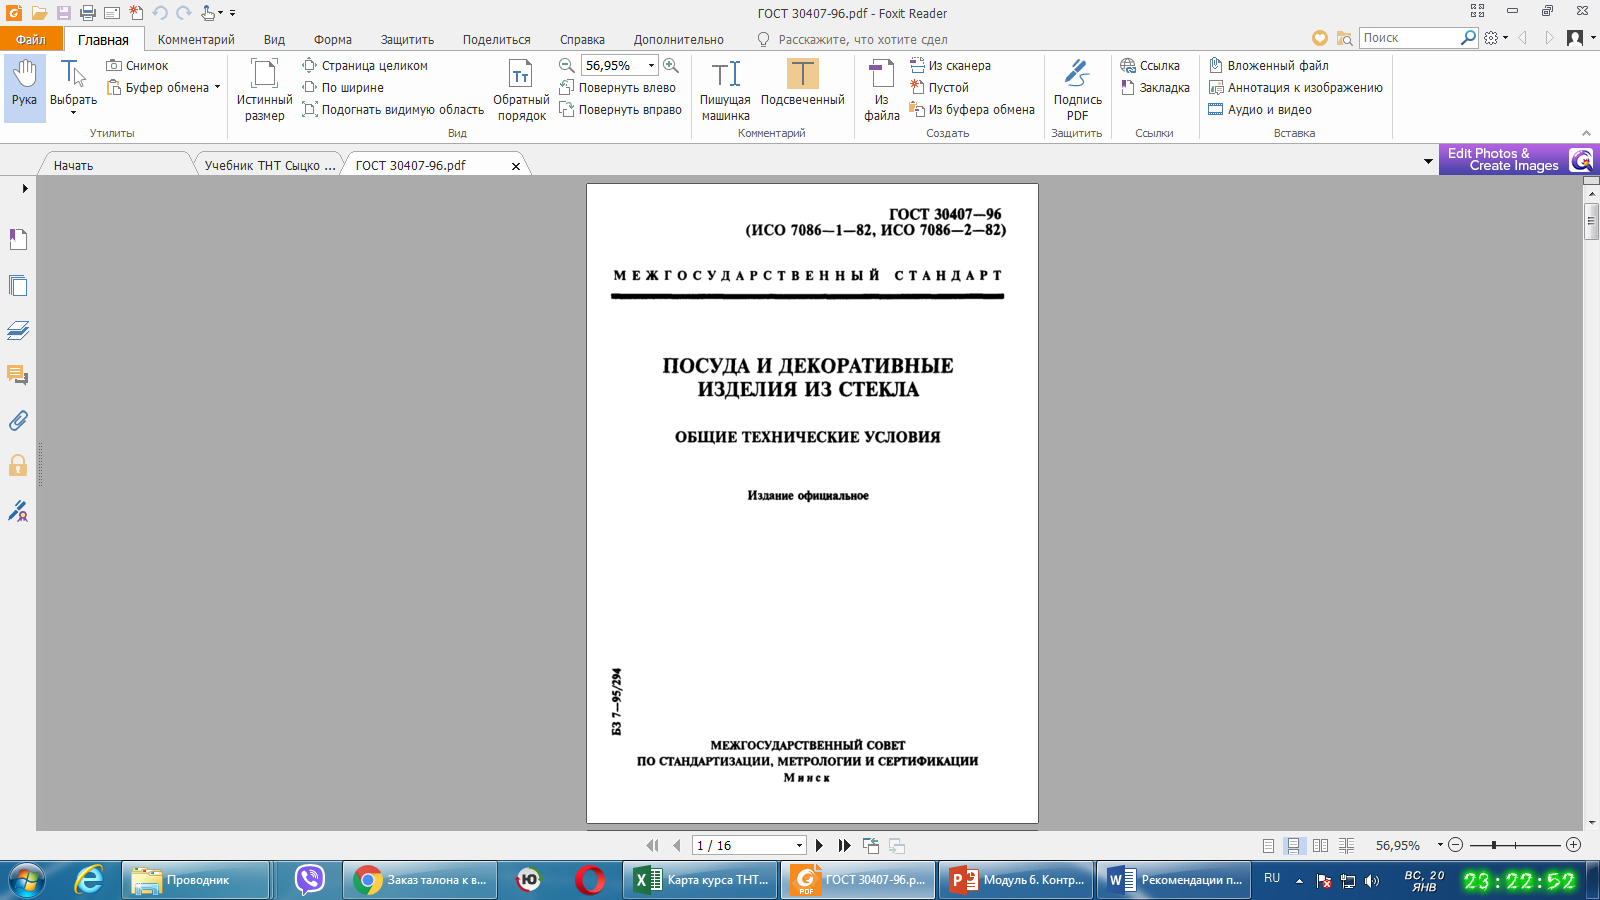 ГОСТ 30407-96.pdf - Foxit Reader
Файл Главная Комментарий Вид Форма Защитить Поделиться Справка Дополнительно Расскажите, что хотите сдел Поиск
Рука
Выбрать
Снимок
Буфер обмена
Утилиты
Истинный
размер
Страница целиком
По ширине
Подогнать видимую область
Обратный
порядок
56,95%
Повернуть влево
Повернуть вправо
Вид
Пишущая
машинка
Подсвеченный
Комментарий
Из
файла
Из сканера
Пустой
Из буфера обмена
Создать
Подпись
PDF
Защитить
Ссылка
Закладка
Ссылки
Вложенный файл
Аннотация к изображению
Аудио и видео
Вставка
Начать Учебник ТНТ Сыцко ... ГОСТ 30407-96.pdf
Edit Photos &
Create Images
ГОСТ 30407—96
(ИСО 7086—1—82, ИСО 7086—2—82)
МЕЖГОСУДАРСТВЕННЫЙ СТАНДАРТ
ПОСУДА И ДЕКОРАТИВНЫЕ
ИЗДЕЛИЯ ИЗ СТЕКЛА
ОБЩИЕ ТЕХНИЧЕСКИЕ УСЛОВИЯ
Издание официальное
БЗ 7—95/294
МЕЖГОСУДАРСТВЕННЫЙ СОВЕТ
ПО СТАНДАРТИЗАЦИИ, МЕТРОЛОГИИ И СЕРТИФИКАЦИИ
Минск
1 / 16
56,95%
Проводник
Заказ талона к в...
Карта курса ТНТ...
ГОСТ 30407-96.p...
Модуль 6. Контр...
Рекомендации п...
RU
ВС, 20
ЯНВ
23:22:52